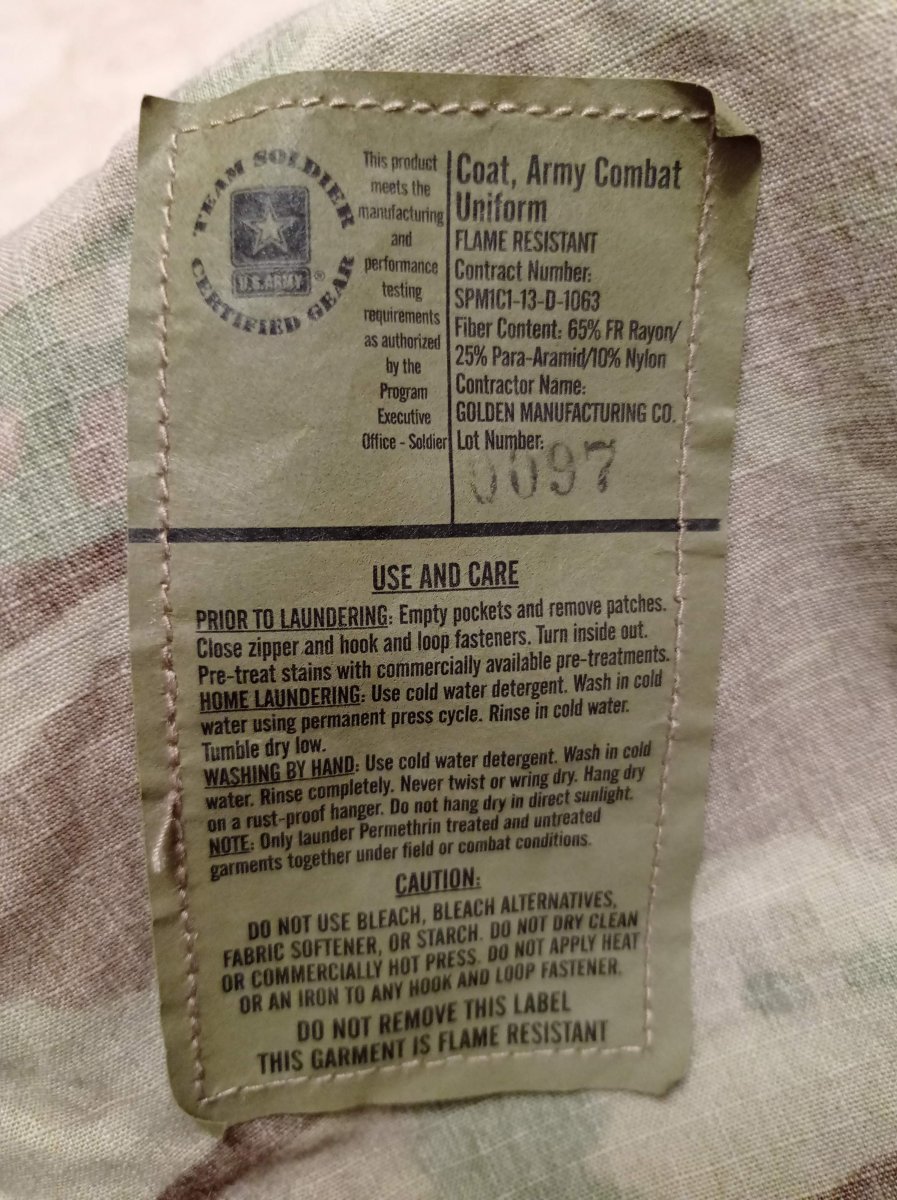 TEAM SOLDIER
U.S.ARMY®
CERTIFIED GEAR
This product
meets the
manufacturing
and
performance
testing
requirements
as authorized
by the
Program
Executive
Office - Soldier
Coat, Army Combat
Uniform
FLAME RESISTANT
Contract Number:
SPM1C1-13-D-1063
Fiber Content: 65% FR Rayon/
25% Para-Aramid/10% Nylon
Contractor Name:
GOLDEN MANUFACTURING CO.
Lot Number:
0097
USE AND CARE
PRIOR TO LAUNDERING: Empty pockets and remove patches.
Close zipper and hook and loop fasteners. Turn inside out.
Pre-treat stains with commercially available pre-treatments.
HOME LAUNDERING: Use cold water detergent. Wash in cold
water using permanent press cycle. Rinse in cold water.
Tumble dry low.
WASHING BY HAND: Use cold water detergent. Wash in cold
water. Rinse completely. Never twist or wring dry. Hang dry
on a rust-proof hanger. Do not hang dry in direct sunlight.
NOTE: Only launder Permethrin treated and untreated
garments together under field or combat conditions.
CAUTION:
DO NOT USE BLEACH, BLEACH ALTERNATIVES,
FABRIC SOFTENER, OR STARCH. DO NOT DRY CLEAN
OR COMMERCIALLY HOT PRESS. DO NOT APPLY HEAT
OR AN IRON TO ANY HOOK AND LOOP FASTENER.
DO NOT REMOVE THIS LABEL
THIS GARMENT IS FLAME RESISTANT